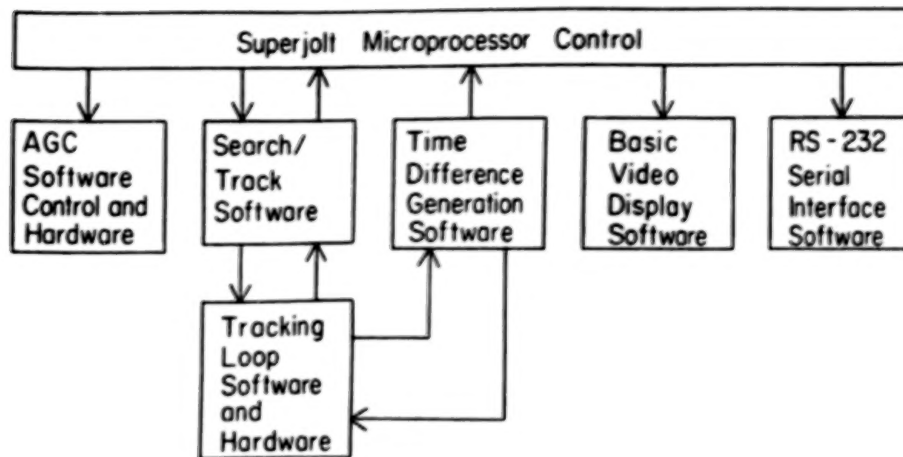 Superjolt Microprocessor Control
AGC
Software
Control and
Hardware
Search/
Track
Software
Time
Difference
Generation
Software
Basic
Video
Display
Software
RS-232
Serial
Interface
Software
Tracking
Loop
Software
and
Hardware